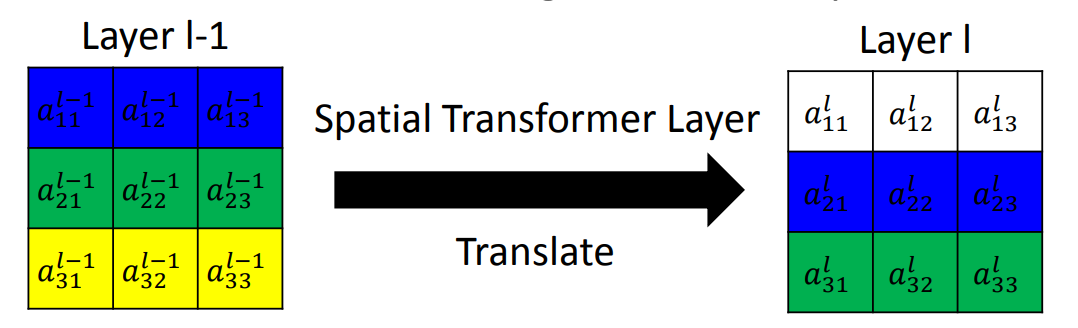 Layer l-1
Layer l
Spatial Transformer Layer
Translate
a_{11}^{l-1} a_{12}^{l-1} a_{13}^{l-1}
a_{21}^{l-1} a_{22}^{l-1} a_{23}^{l-1}
a_{31}^{l-1} a_{32}^{l-1} a_{33}^{l-1}
a_{11}^{l} a_{12}^{l} a_{13}^{l}
a_{21}^{l} a_{22}^{l} a_{23}^{l}
a_{31}^{l} a_{32}^{l} a_{33}^{l}